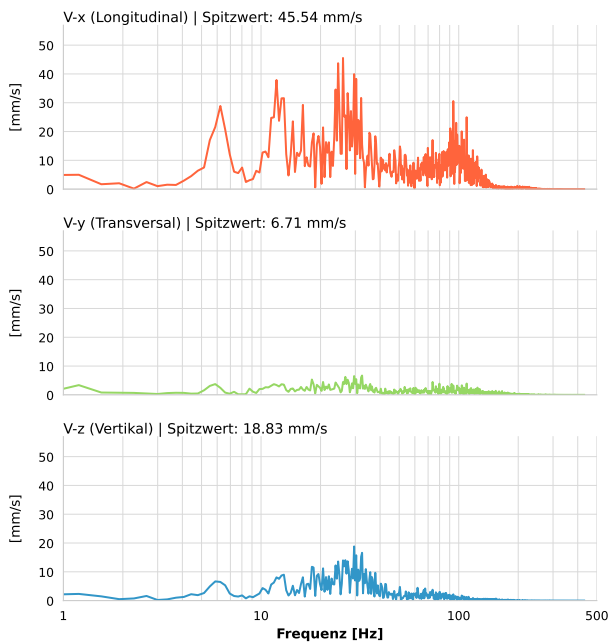 V-x (Longitudinal) | Spitzwert: 45.54 mm/s
50
40
30
20
10
0
[mm/s]
V-y (Transversal) | Spitzwert: 6.71 mm/s
50
40
30
20
10
0
[mm/s]
V-z (Vertikal) | Spitzwert: 18.83 mm/s
50
40
30
20
10
0
[mm/s]
1 10 100 500
Frequenz [Hz]